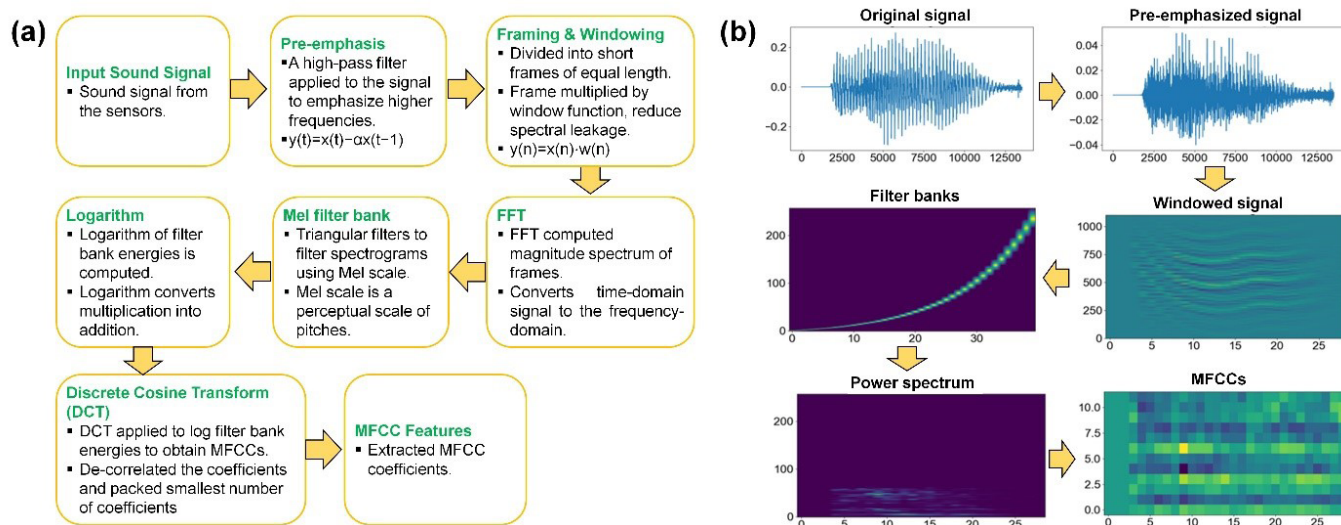 (a)
Input Sound Signal
▪ Sound signal from
the sensors.
Pre-emphasis
▪A high-pass filter
applied to the signal
to emphasize higher
frequencies.
▪y(t)=x(t)−αx(t−1)
Framing & Windowing
▪ Divided into short
frames of equal length.
▪ Frame multiplied by
window function, reduce
spectral leakage.
▪ y(n)=x(n)·w(n)
Logarithm
▪ Logarithm of filter
bank energies is
computed.
▪ Logarithm converts
multiplication into
addition.
Mel filter bank
▪ Triangular filters to
filter spectrograms
using Mel scale.
▪ Mel scale is a
perceptual scale of
pitches.
FFT
▪ FFT computed
magnitude spectrum of
frames.
▪ Converts time-domain
signal to the frequency-
domain.
Discrete Cosine Transform
(DCT)
▪ DCT applied to log filter bank
energies to obtain MFCCs.
▪ De-correlated the coefficients
and packed smallest number
of coefficients
MFCC Features
▪ Extracted MFCC
coefficients.
(b)
Original signal
0.2
0.0
−0.2
0 2500 5000 7500 10000 12500
Pre-emphasized signal
0.04
0.02
0.00
−0.02
−0.04
0 2500 5000 7500 10000 12500
Filter banks
200
100
0
0 10 20 30
Windowed signal
1000
750
500
250
0
0 5 10 15 20 25
Power spectrum
200
100
0
0 5 10 15 20 25
MFCCs
10.0
7.5
5.0
2.5
0.0
0 5 10 15 20 25